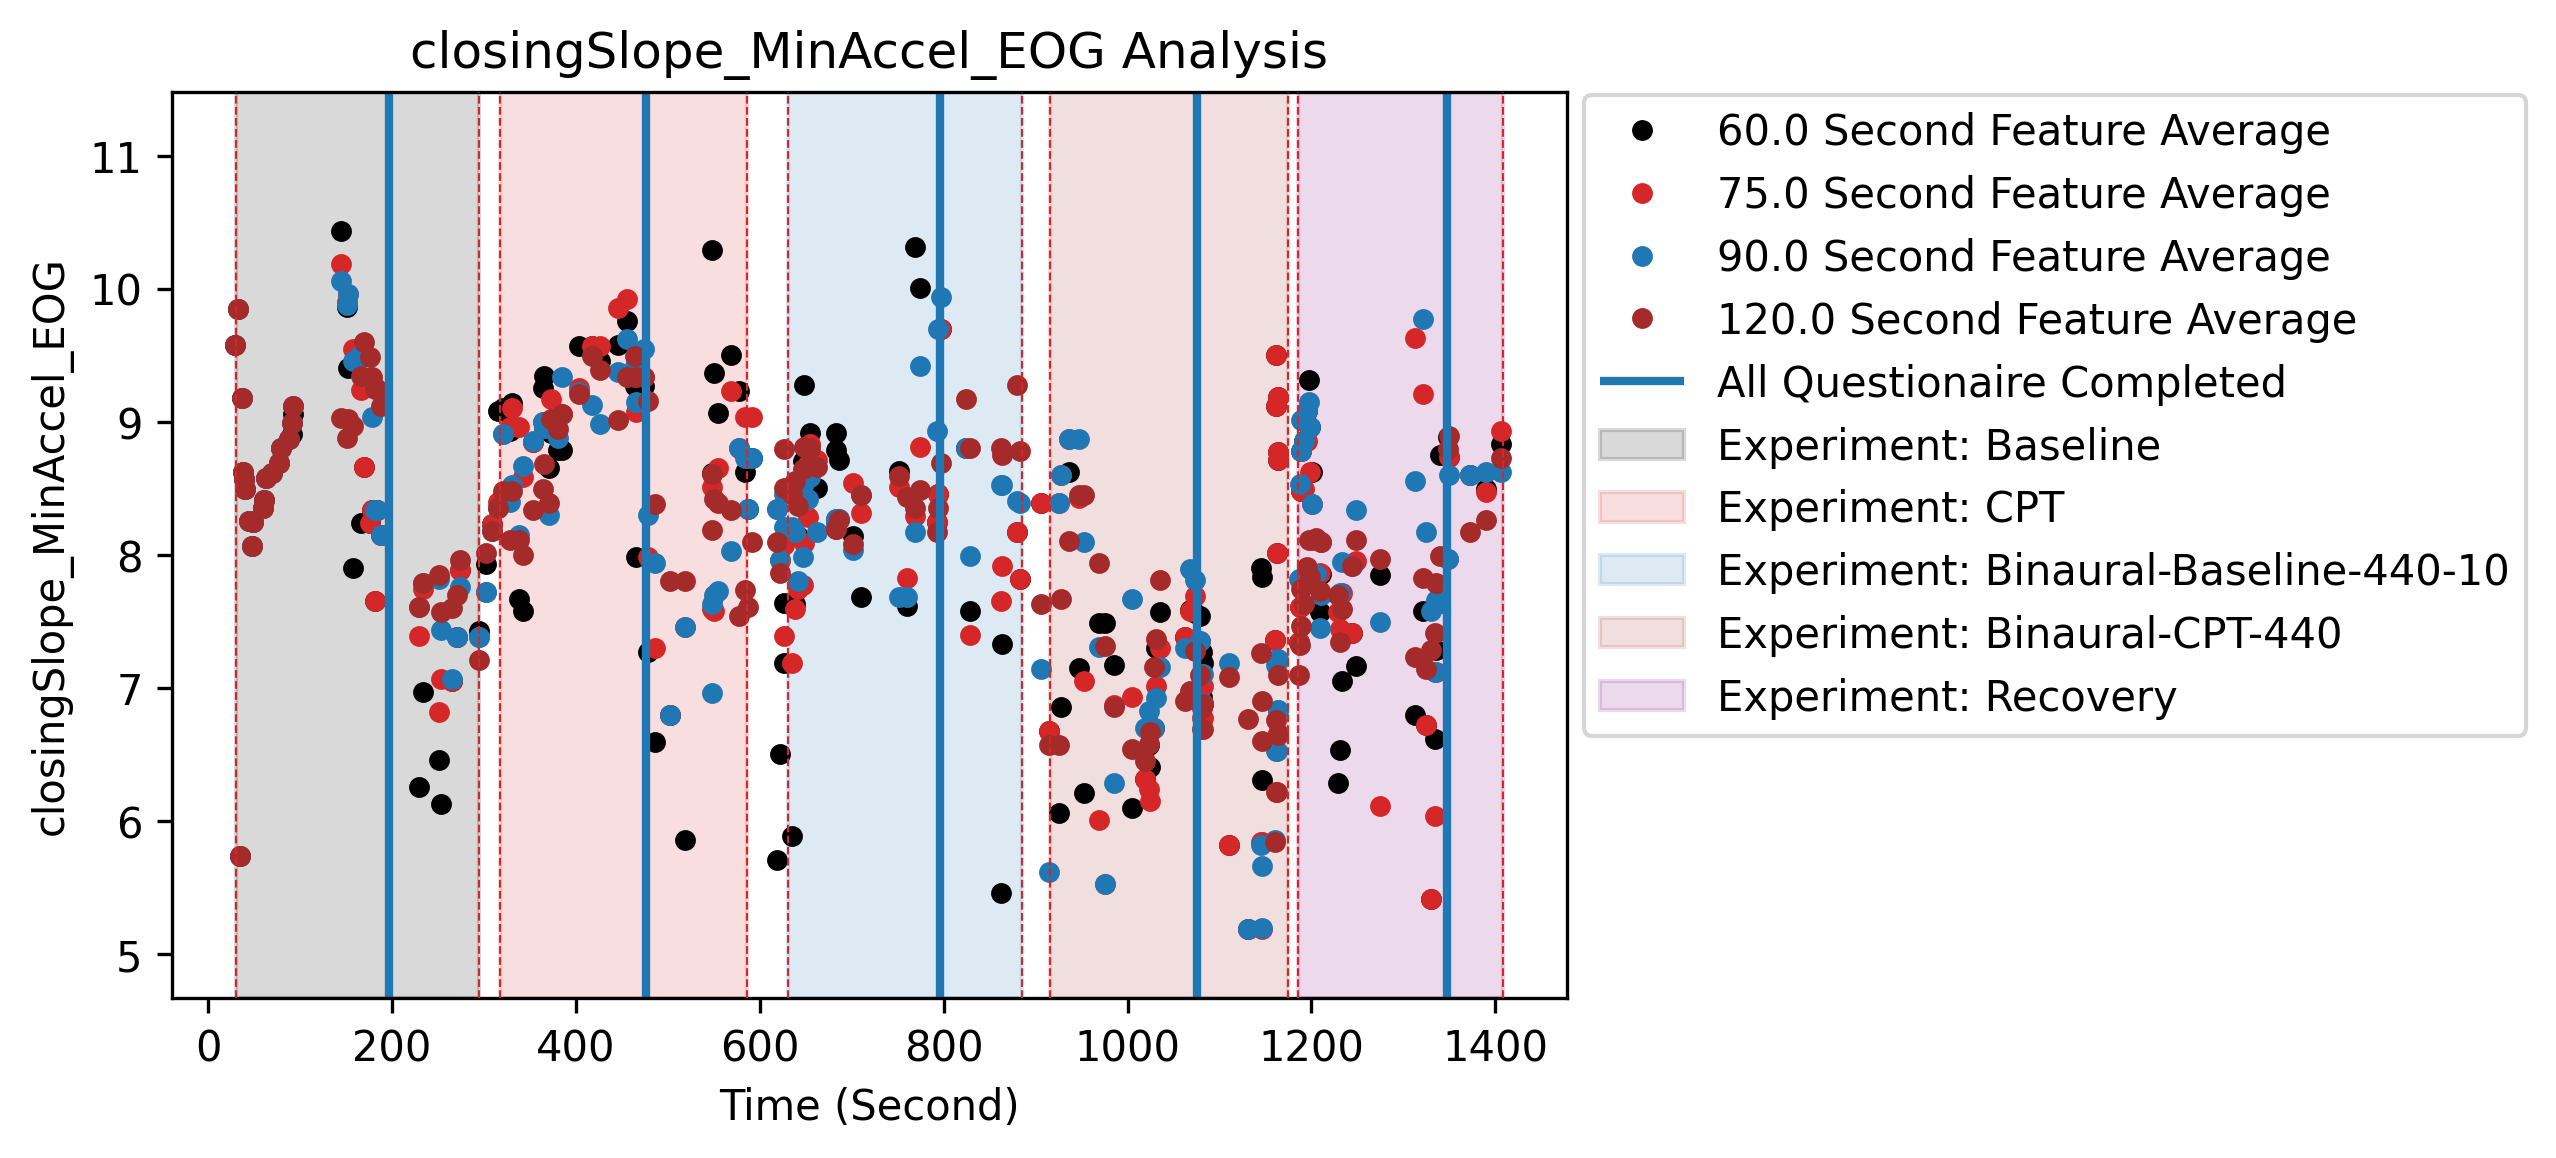 closingSlope_MinAccel_EOG Analysis
closingSlope_MinAccel_EOG
11
10
9
8
7
6
5
0 200 400 600 800 1000 1200 1400
Time (Second)
60.0 Second Feature Average
75.0 Second Feature Average
90.0 Second Feature Average
120.0 Second Feature Average
All Questionaire Completed
Experiment: Baseline
Experiment: CPT
Experiment: Binaural-Baseline-440-10
Experiment: Binaural-CPT-440
Experiment: Recovery